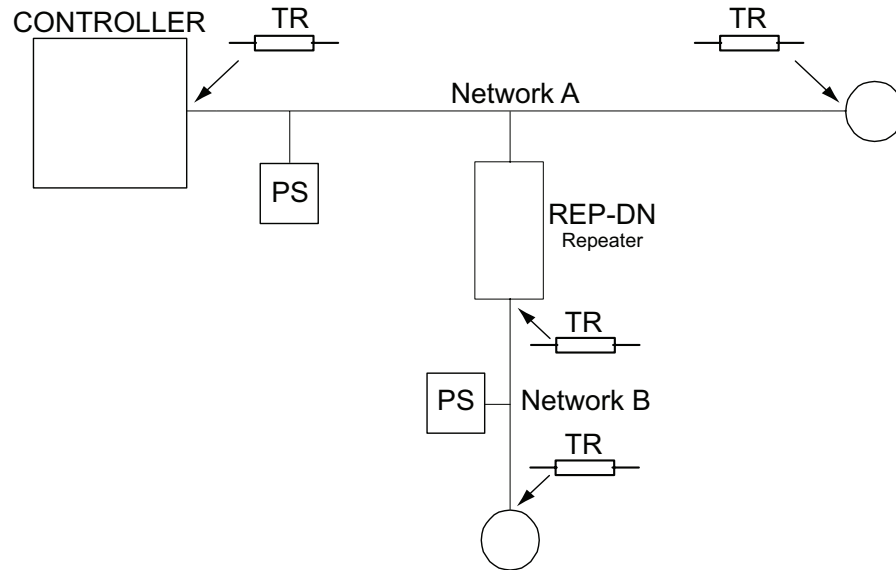 CONTROLLER
TR
TR
Network A
PS
REP-DN
Repeater
TR
PS
Network B
TR